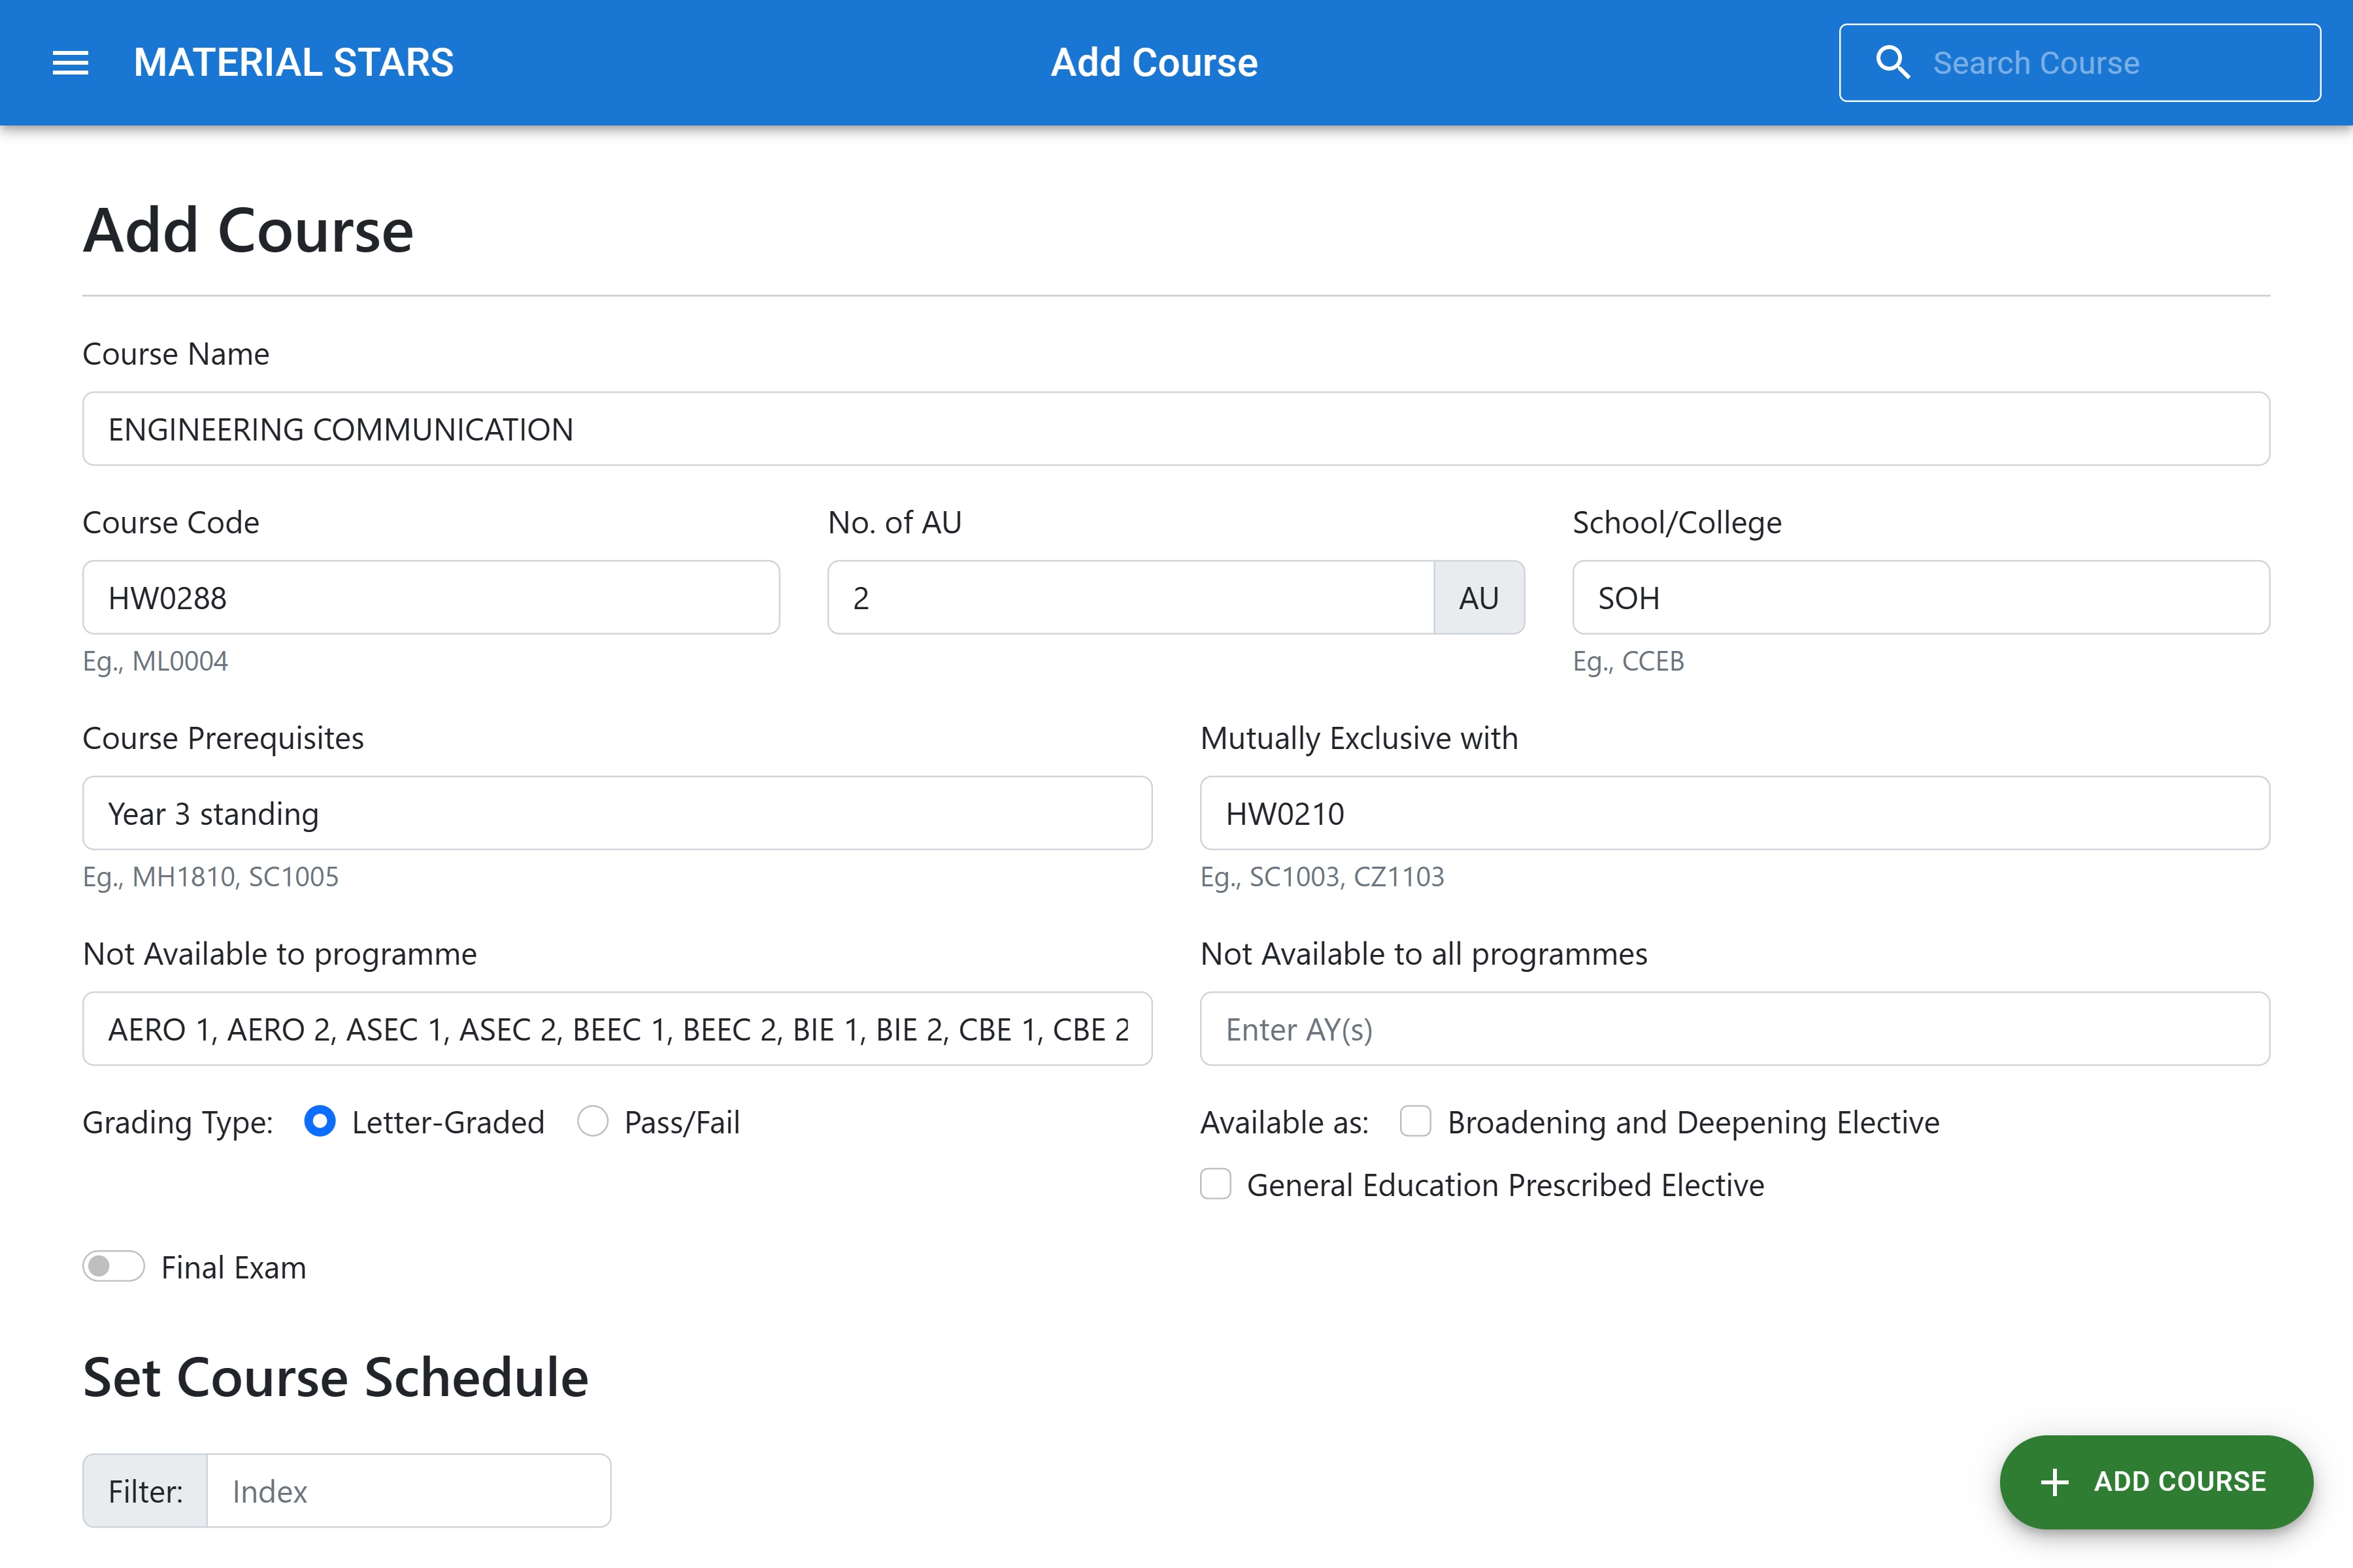 MATERIAL STARS
Add Course
Search Course
Add Course
Course Name
ENGINEERING COMMUNICATION
Course Code
No. of AU
School/College
HW0288
2
AU
SOH
Eg., ML0004
Eg., CCEB
Course Prerequisites
Mutually Exclusive with
Year 3 standing
HW0210
Eg., MH1810, SC1005
Eg., SC1003, CZ1103
Not Available to programme
Not Available to all programmes
AERO 1, AERO 2, ASEC 1, ASEC 2, BEEC 1, BEEC 2, BIE 1, BIE 2, CBE 1, CBE 2
Enter AY(s)
Grading Type:
Letter-Graded
Pass/Fail
Available as:
Broadening and Deepening Elective
General Education Prescribed Elective
Final Exam
Set Course Schedule
Filter:
Index
ADD COURSE